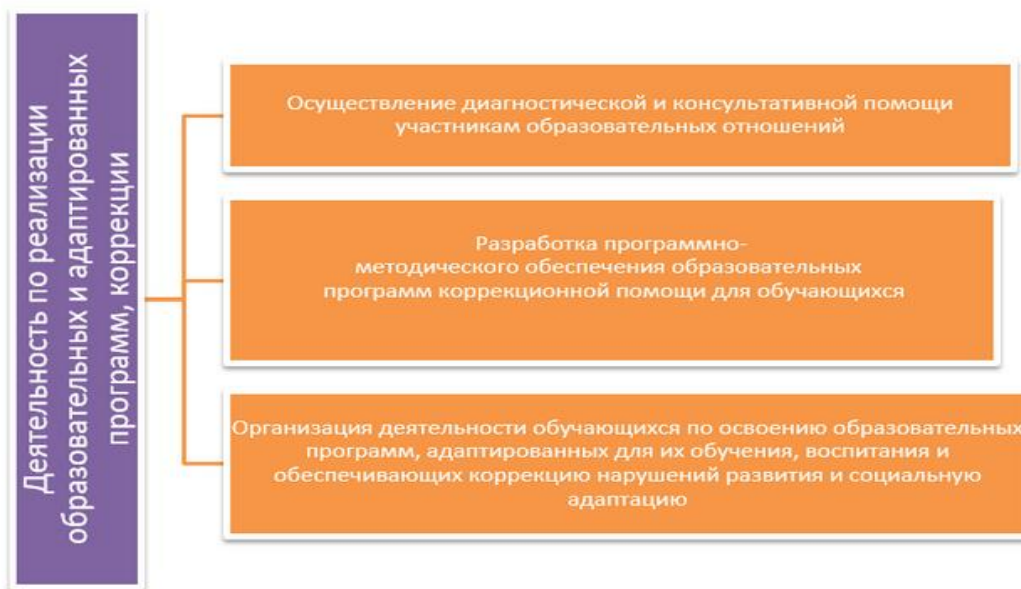 Деятельность по реализации
образовательных и адаптированных
программ, коррекции
Осуществление диагностической и консультативной помощи
участникам образовательных отношений
Разработка программно-
методического обеспечения образовательных
программ коррекционной помощи для обучающихся
Организация деятельности обучающихся по освоению образовательных
программ, адаптированных для их обучения, воспитания и
обеспечивающих коррекцию нарушений развития и социальную
адаптацию